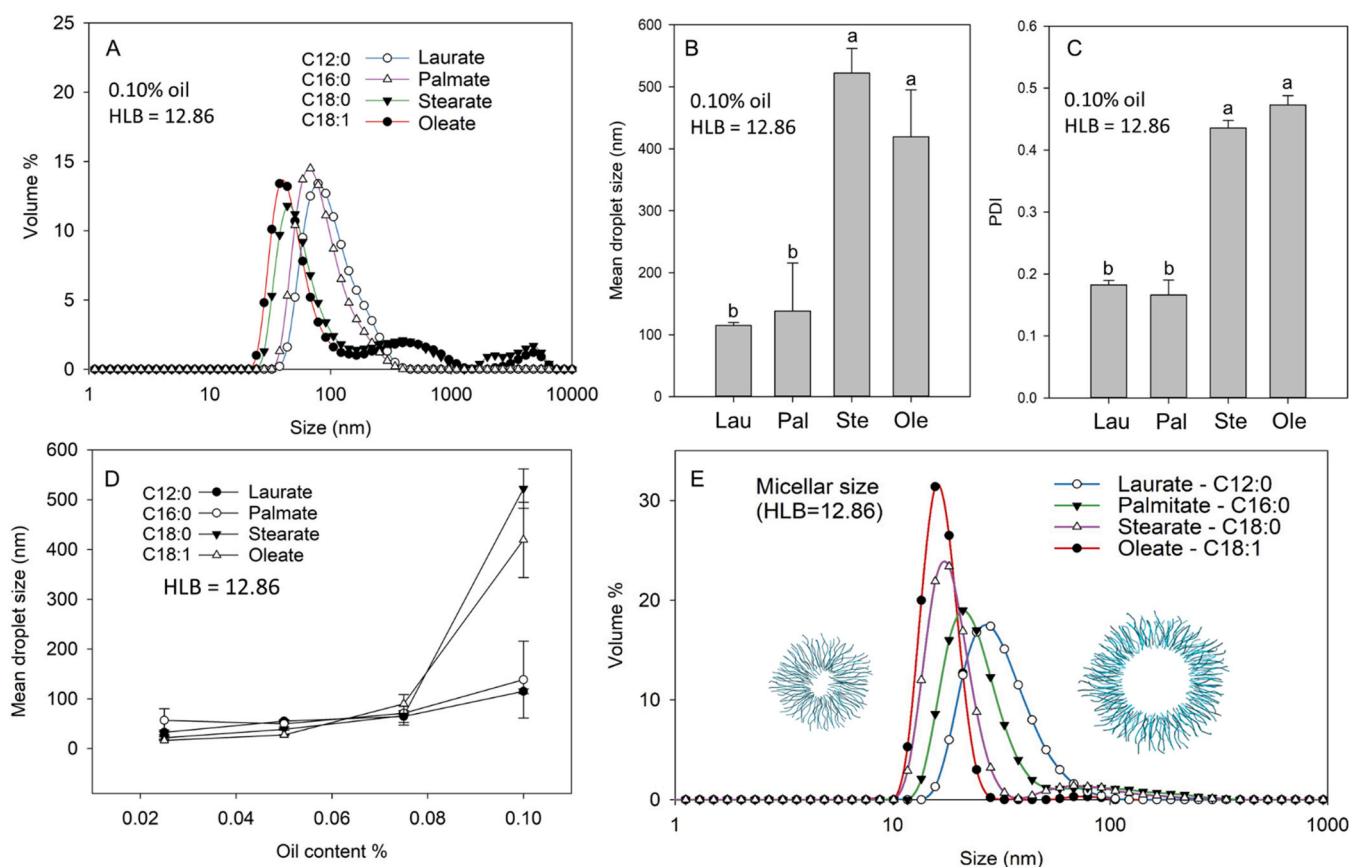 A
0.10% oil
HLB = 12.86
C12:0 Laurate
C16:0 Palmate
C18:0 Stearate
C18:1 Oleate
Volume %
25
20
15
10
5
0
1 10 100 1000 10000
Size (nm)
B
0.10% oil
HLB = 12.86
Mean droplet size (nm)
600
500
400
300
200
100
0
b b a a
Lau Pal Ste Ole
C
0.10% oil
HLB = 12.86
PDI
0.6
0.5
0.4
0.3
0.2
0.1
0.0
b b a a
Lau Pal Ste Ole
D
C12:0 Laurate
C16:0 Palmate
C18:0 Stearate
C18:1 Oleate
HLB = 12.86
Mean droplet size (nm)
600
500
400
300
200
100
0
0.02 0.04 0.06 0.08 0.10
Oil content %
E
Micellar size
(HLB=12.86)
Laurate - C12:0
Palmitate - C16:0
Stearate - C18:0
Oleate - C18:1
Volume %
30
20
10
0
1 10 100 1000
Size (nm)